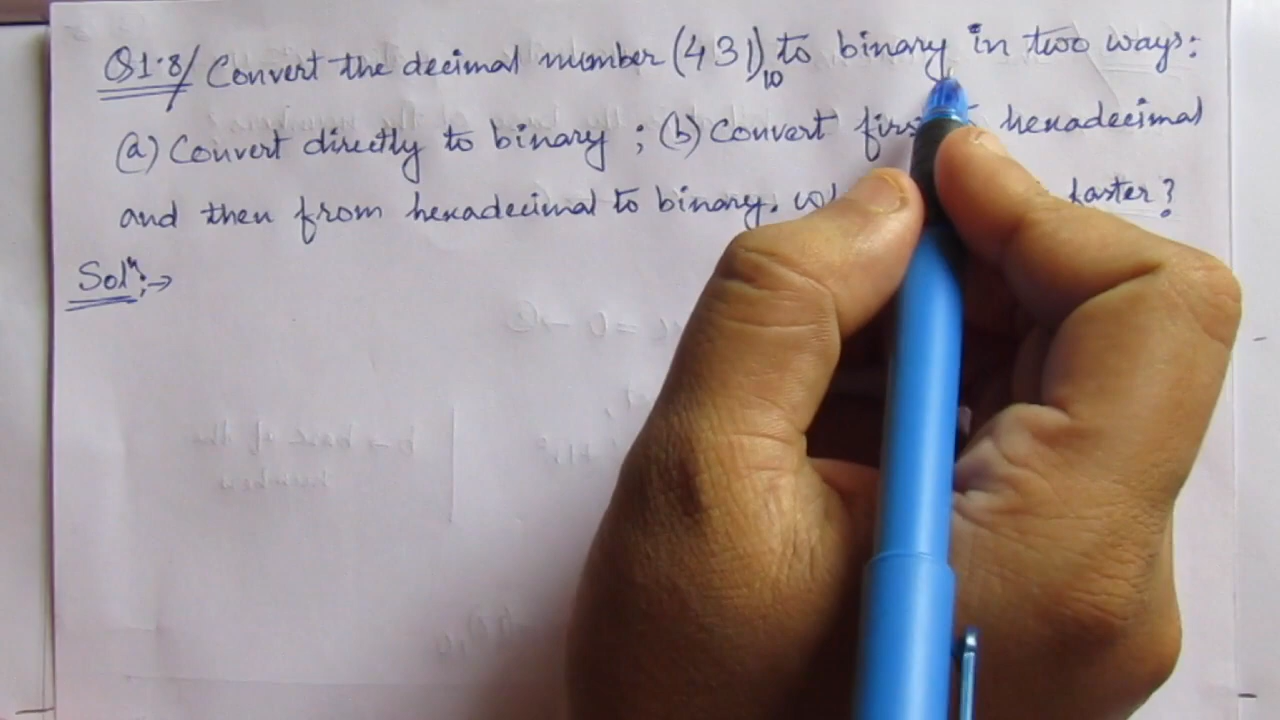 Q1.8/ Convert the decimal number (431)10 to binary in two ways:
(a) Convert directly to binary ; (b) Convert first hexadecimal
and then from hexadecimal to binary. faster?
Solⁿ:→